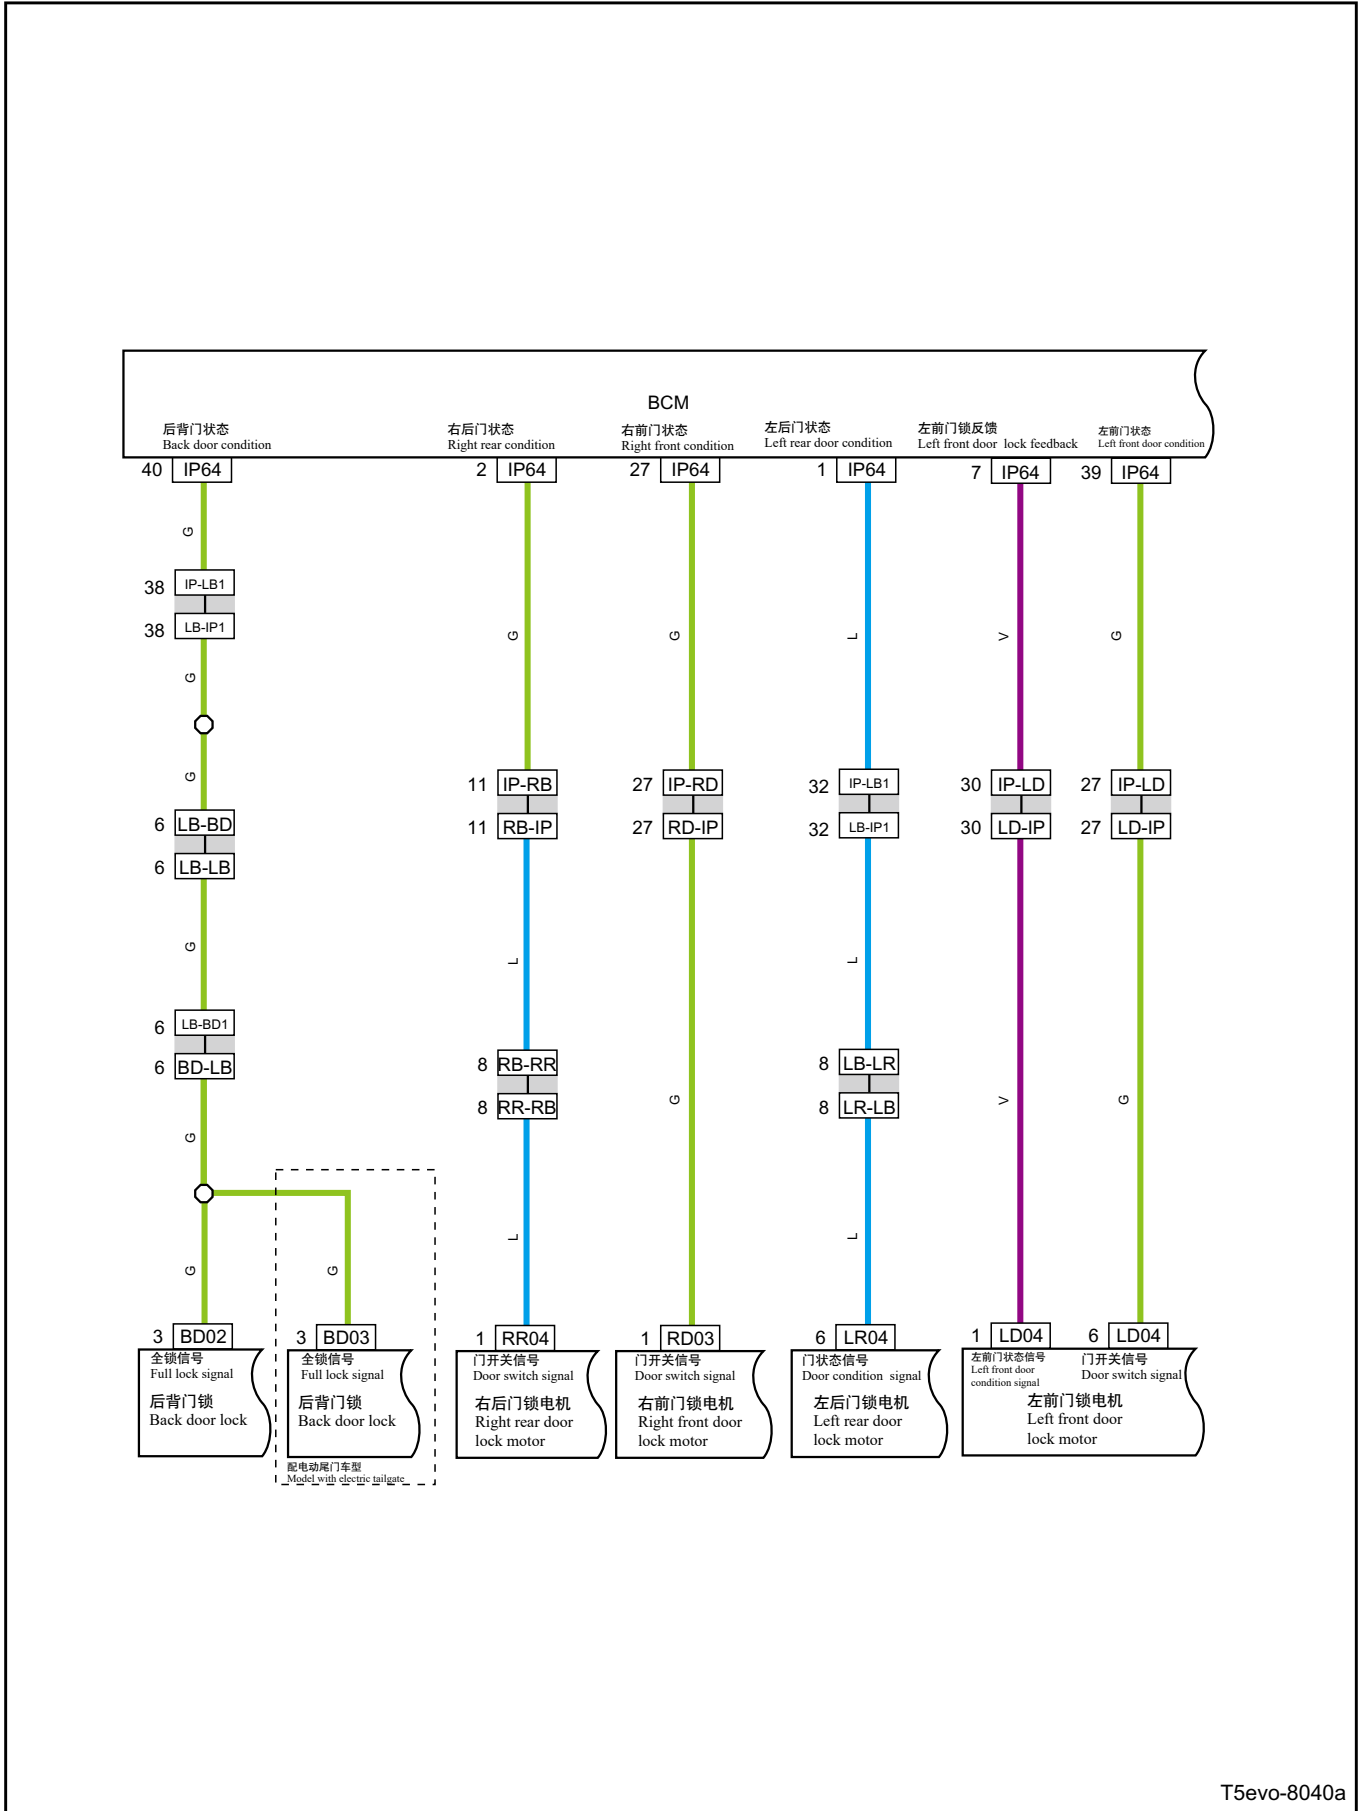 BCM
后背门状态
Back door condition
右后门状态
Right rear condition
右前门状态
Right front condition
左后门状态
Left rear door condition
左前门锁反馈
Left front door lock feedback
左前门状态
Left front door condition
40 IP64
2 IP64
27 IP64
1 IP64
7 IP64
39 IP64
G
38 IP-LB1
38 LB-IP1
G
G
L
V
G
G
G
11 IP-RB
27 IP-RD
32 IP-LB1
30 IP-LD
27 IP-LD
6 LB-BD
11 RB-IP
27 RD-IP
32 LB-IP1
30 LD-IP
27 LD-IP
6 LB-LB
G
L
L
6 LB-BD1
6 BD-LB
8 RB-RR
8 LB-LR
8 RR-RB
8 LR-LB
G
V
G
G
L
L
G
G
3 BD02
3 BD03
1 RR04
1 RD03
6 LR04
1 LD04
6 LD04
全锁信号
Full lock signal
后背门锁
Back door lock
全锁信号
Full lock signal
后背门锁
Back door lock
配电动尾门车型
Model with electric tailgate
门开关信号
Door switch signal
右后门锁电机
Right rear door
lock motor
门开关信号
Door switch signal
右前门锁电机
Right front door
lock motor
门状态信号
Door condition signal
左后门锁电机
Left rear door
lock motor
左前门状态信号
Left front door
condition signal
门开关信号
Door switch signal
左前门锁电机
Left front door
lock motor
T5evo-8040a